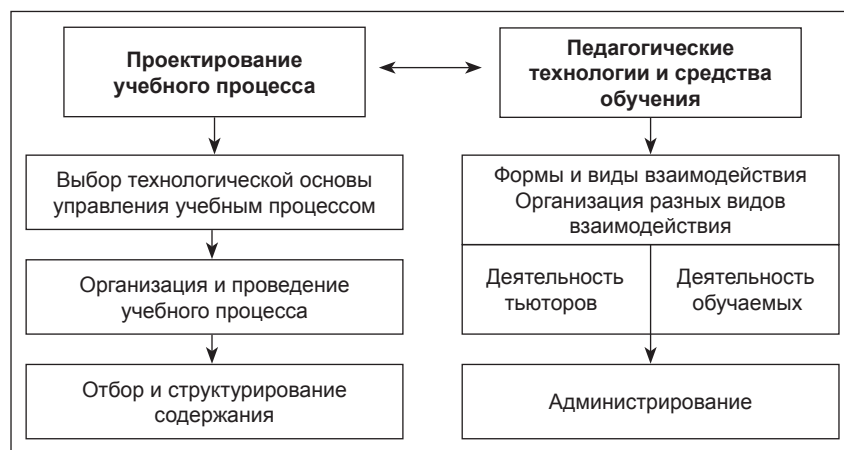 Проектирование
учебного процесса
Педагогические
технологии и средства
обучения
Выбор технологической основы
управления учебным процессом
Формы и виды взаимодействия
Организация разных видов
взаимодействия
Организация и проведение
учебного процесса
Деятельность
тьюторов
Деятельность
обучаемых
Отбор и структурирование
содержания
Администрирование